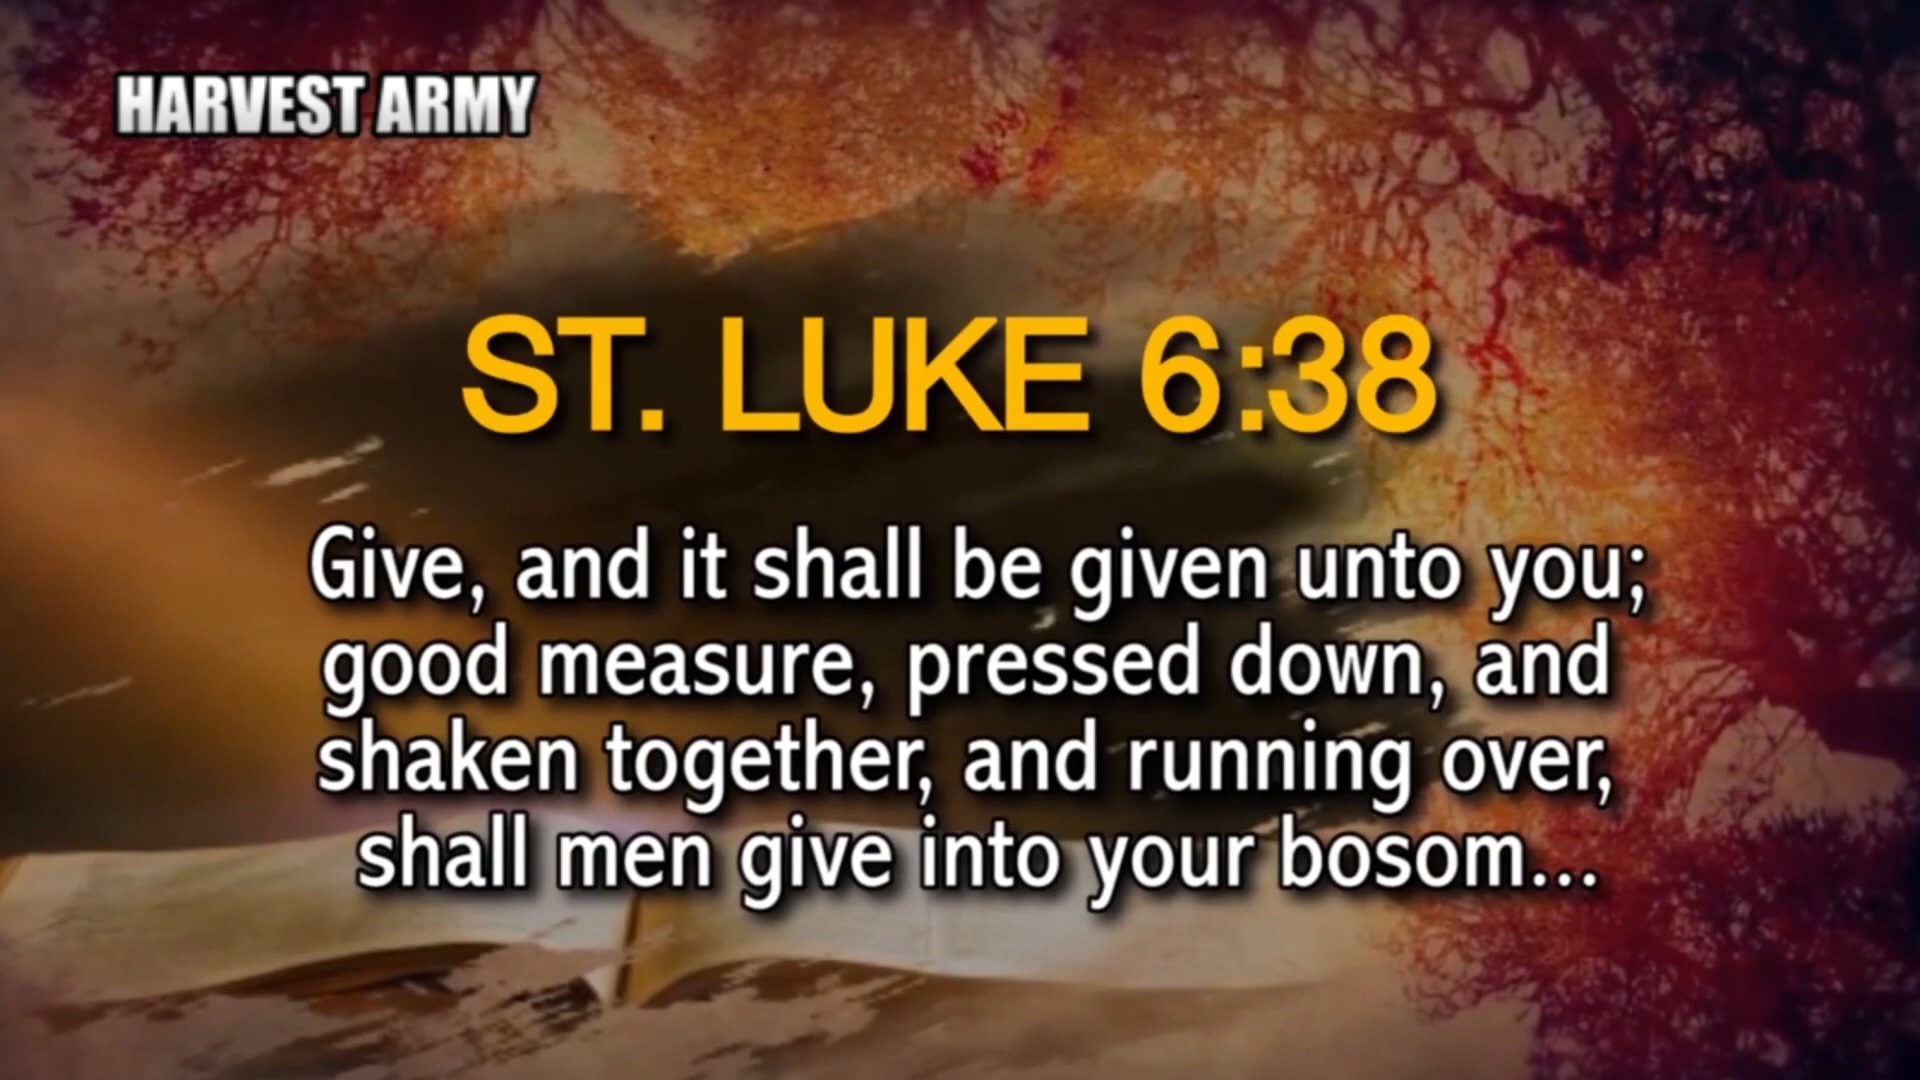 HARVEST ARMY
ST. LUKE 6:38
Give, and it shall be given unto you;
good measure, pressed down, and
shaken together, and running over,
shall men give into your bosom...